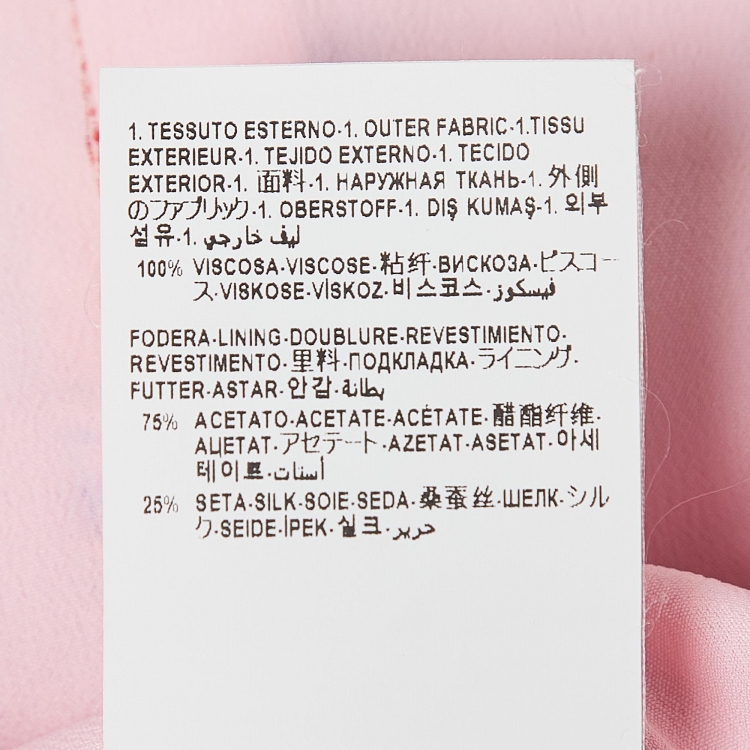 1. TESSUTO ESTERNO·1. OUTER FABRIC·1.TISSU
EXTERIEUR·1. TEJIDO EXTERNO·1. TECIDO
EXTERIOR·1. 面料·1. НАРУЖНАЯ ТКАНЬ·1. 外側
のファブリック·1. OBERSTOFF·1. DIŞ KUMAŞ·1. 외부
섬유·1. ليف خارجي
100% VISCOSA·VISCOSE·粘纤·ВИСКОЗА·ビスコー
ス·VISKOSE·VİSKOZ·비스코스·فيسكوز
FODERA·LINING·DOUBLURE·REVESTIMIENTO·
REVESTIMENTO·里料·ПОДКЛАДКА·ライニング·
FUTTER·ASTAR·안감·بطانة
75% ACETATO·ACETATE·ACÉTATE·醋酯纤维·
АЦЕТАТ·アセテート·AZETAT·ASETAT·아세
테이트·أسيتات
25% SETA·SILK·SOIE·SEDA·桑蚕丝·ШЕЛК·シル
ク·SEIDE·İPEK·실크·حرير